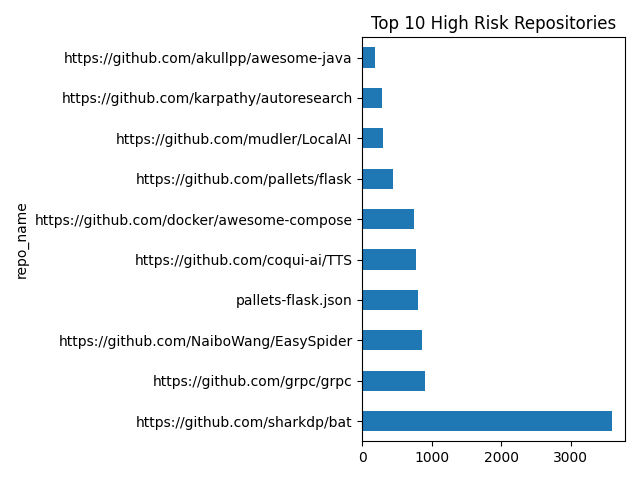 Top 10 High Risk Repositories
https://github.com/akullpp/awesome-java
https://github.com/karpathy/autoresearch
https://github.com/mudler/LocalAI
https://github.com/pallets/flask
https://github.com/docker/awesome-compose
https://github.com/coqui-ai/TTS
pallets-flask.json
https://github.com/NaiboWang/EasySpider
https://github.com/grpc/grpc
https://github.com/sharkdp/bat
repo_name
0 1000 2000 3000